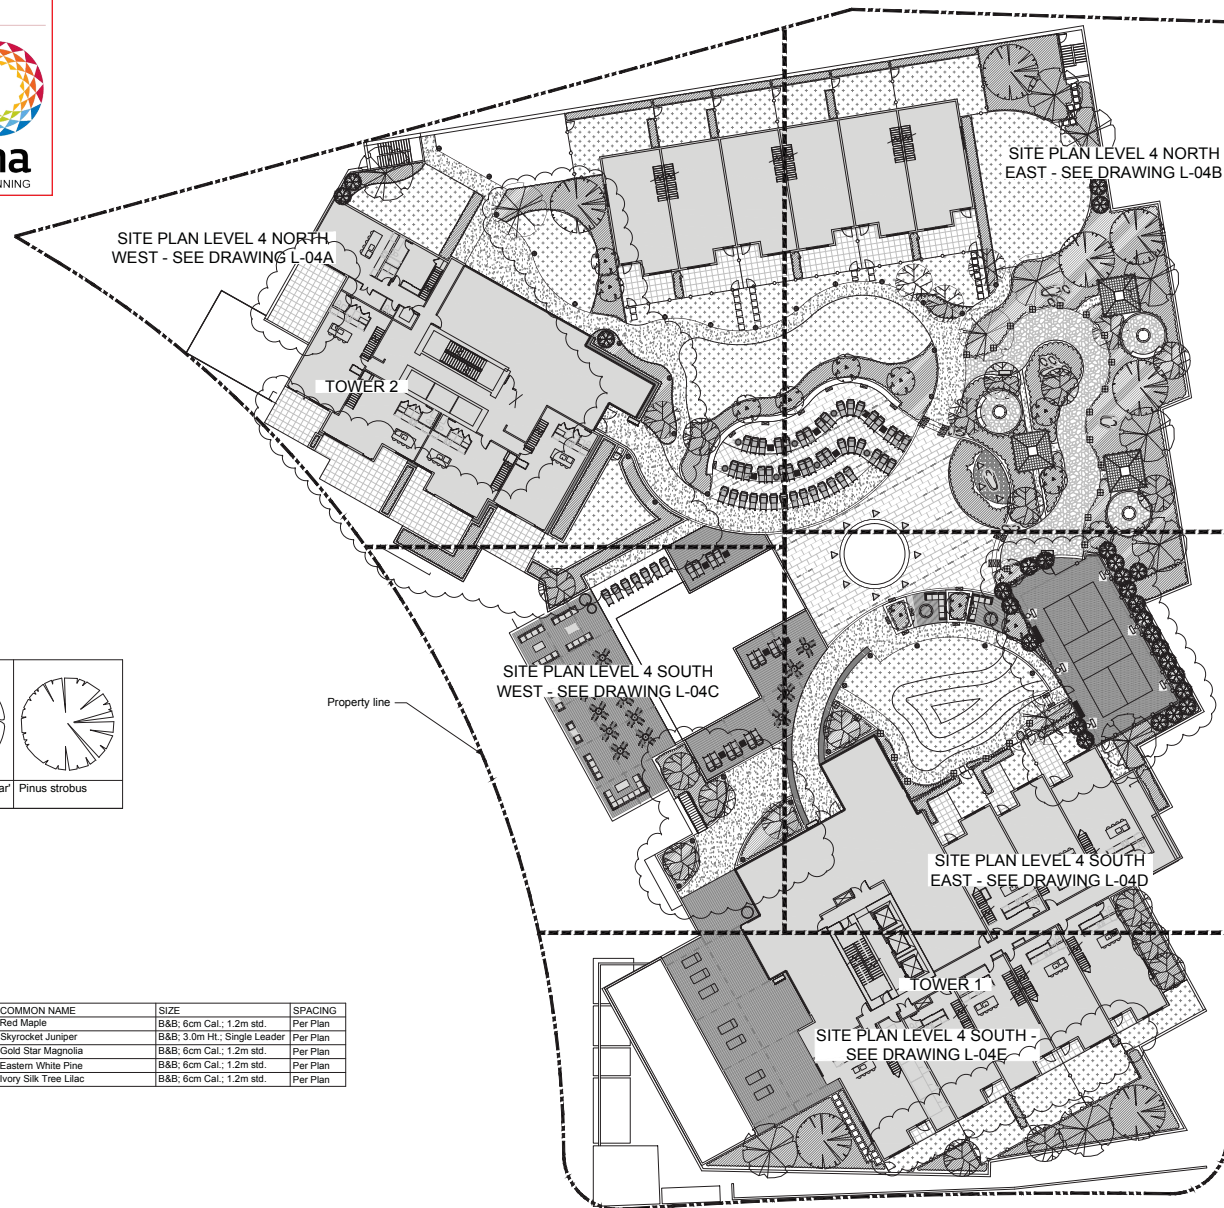 na
NNING
SITE PLAN LEVEL 4 NORTH
EAST - SEE DRAWING L-04B
SITE PLAN LEVEL 4 NORTH
WEST - SEE DRAWING L-04A
TOWER 2
SITE PLAN LEVEL 4 SOUTH
WEST - SEE DRAWING L-04C
Property line
ar'
Pinus strobus
SITE PLAN LEVEL 4 SOUTH
EAST - SEE DRAWING L-04D
TOWER 1
SITE PLAN LEVEL 4 SOUTH -
SEE DRAWING L-04E
COMMON NAME SIZE SPACING
Red Maple B&B; 6cm Cal.; 1.2m std. Per Plan
Skyrocket Juniper B&B; 3.0m Ht.; Single Leader Per Plan
Gold Star Magnolia B&B; 6cm Cal.; 1.2m std. Per Plan
Eastern White Pine B&B; 6cm Cal.; 1.2m std. Per Plan
Ivory Silk Tree Lilac B&B; 6cm Cal.; 1.2m std. Per Plan